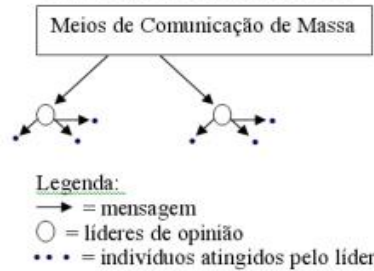 Meios de Comunicação de Massa
Legenda:
= mensagem
= líderes de opinião
= indivíduos atingidos pelo líder